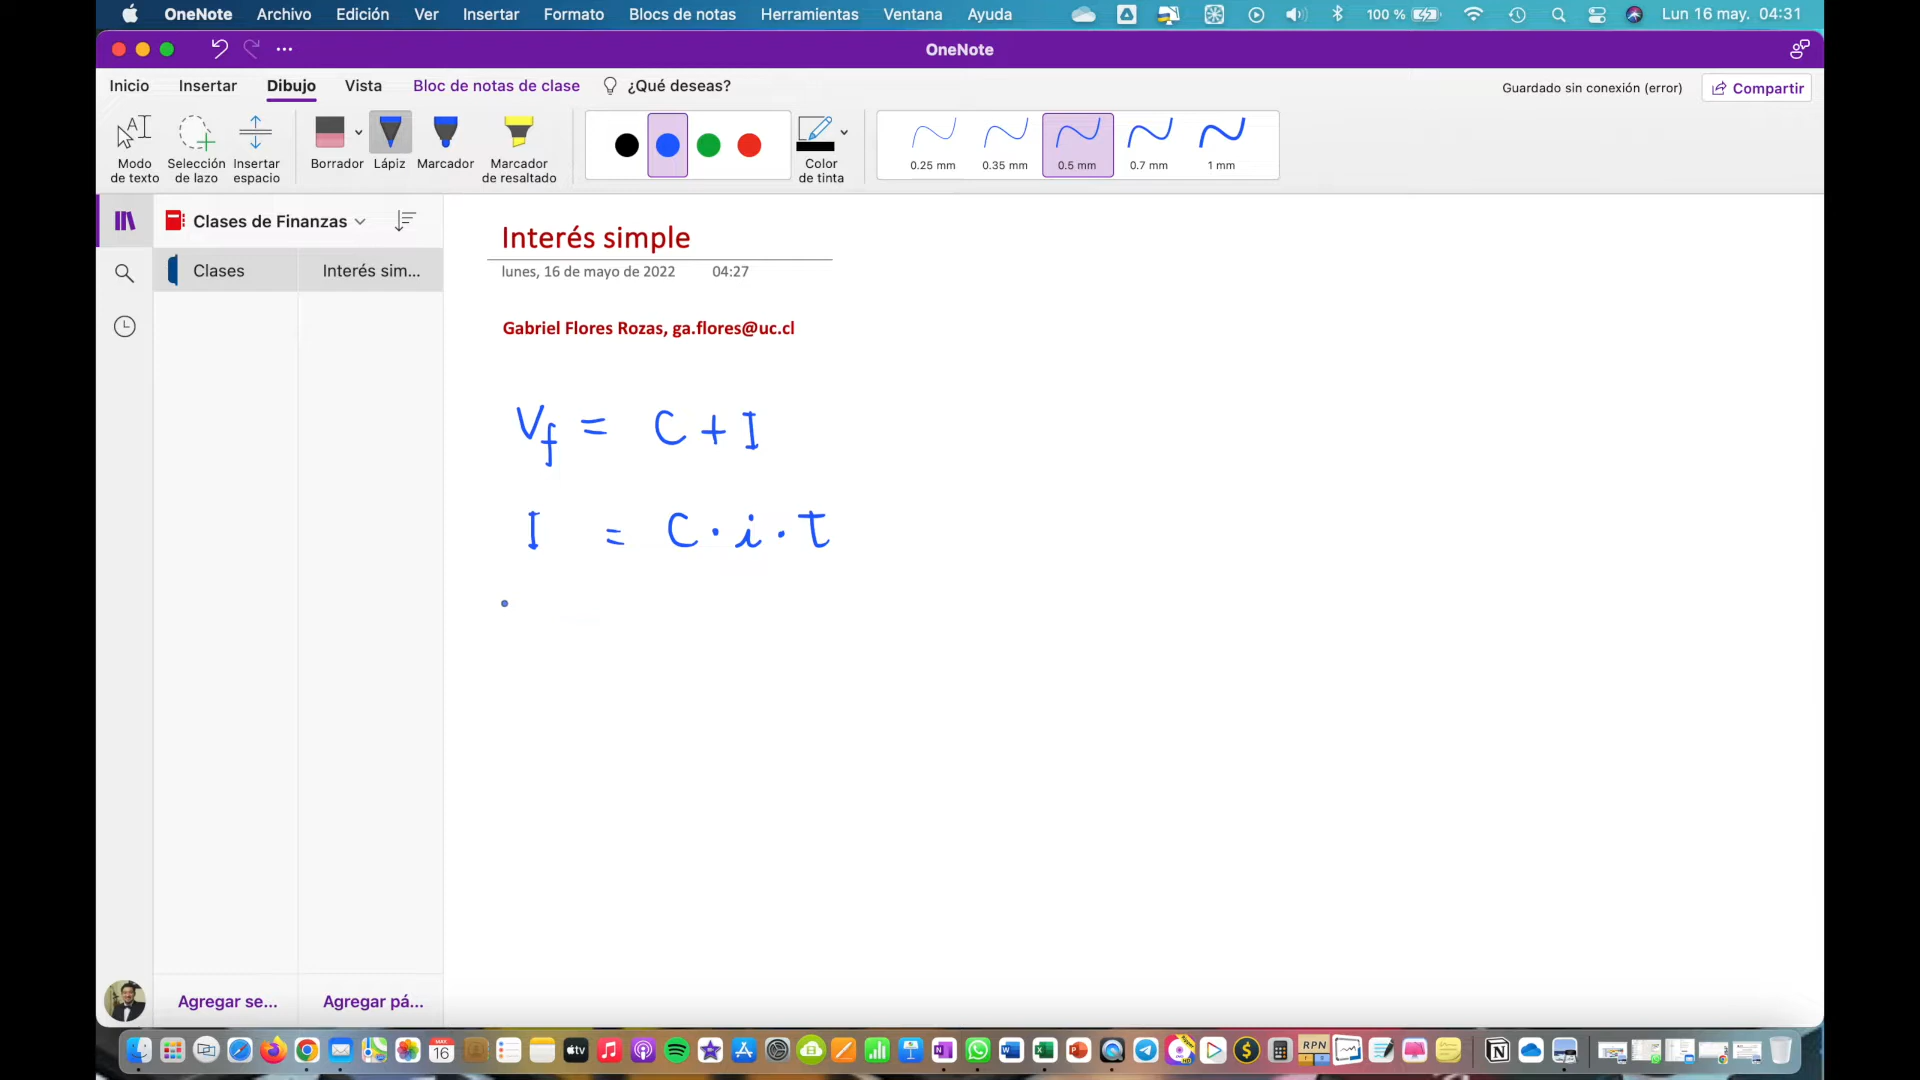 OneNote Archivo Edición Ver Insertar Formato Blocs de notas Herramientas Ventana Ayuda 100 % Lun 16 may. 04:31
OneNote
Inicio Insertar Dibujo Vista Bloc de notas de clase ¿Qué deseas? Guardado sin conexión (error) Compartir
Modo de texto
Selección de lazo
Insertar espacio
Borrador
Lápiz
Marcador
Marcador de resaltado
Color de tinta
0.25 mm 0.35 mm 0.5 mm 0.7 mm 1 mm
Clases de Finanzas
Clases
Interés sim...
Interés simple
lunes, 16 de mayo de 2022 04:27
Gabriel Flores Rozas, ga.flores@uc.cl
Vf = C + I
I = C · i · t
Agregar se... Agregar pá...
16
tv
RPN